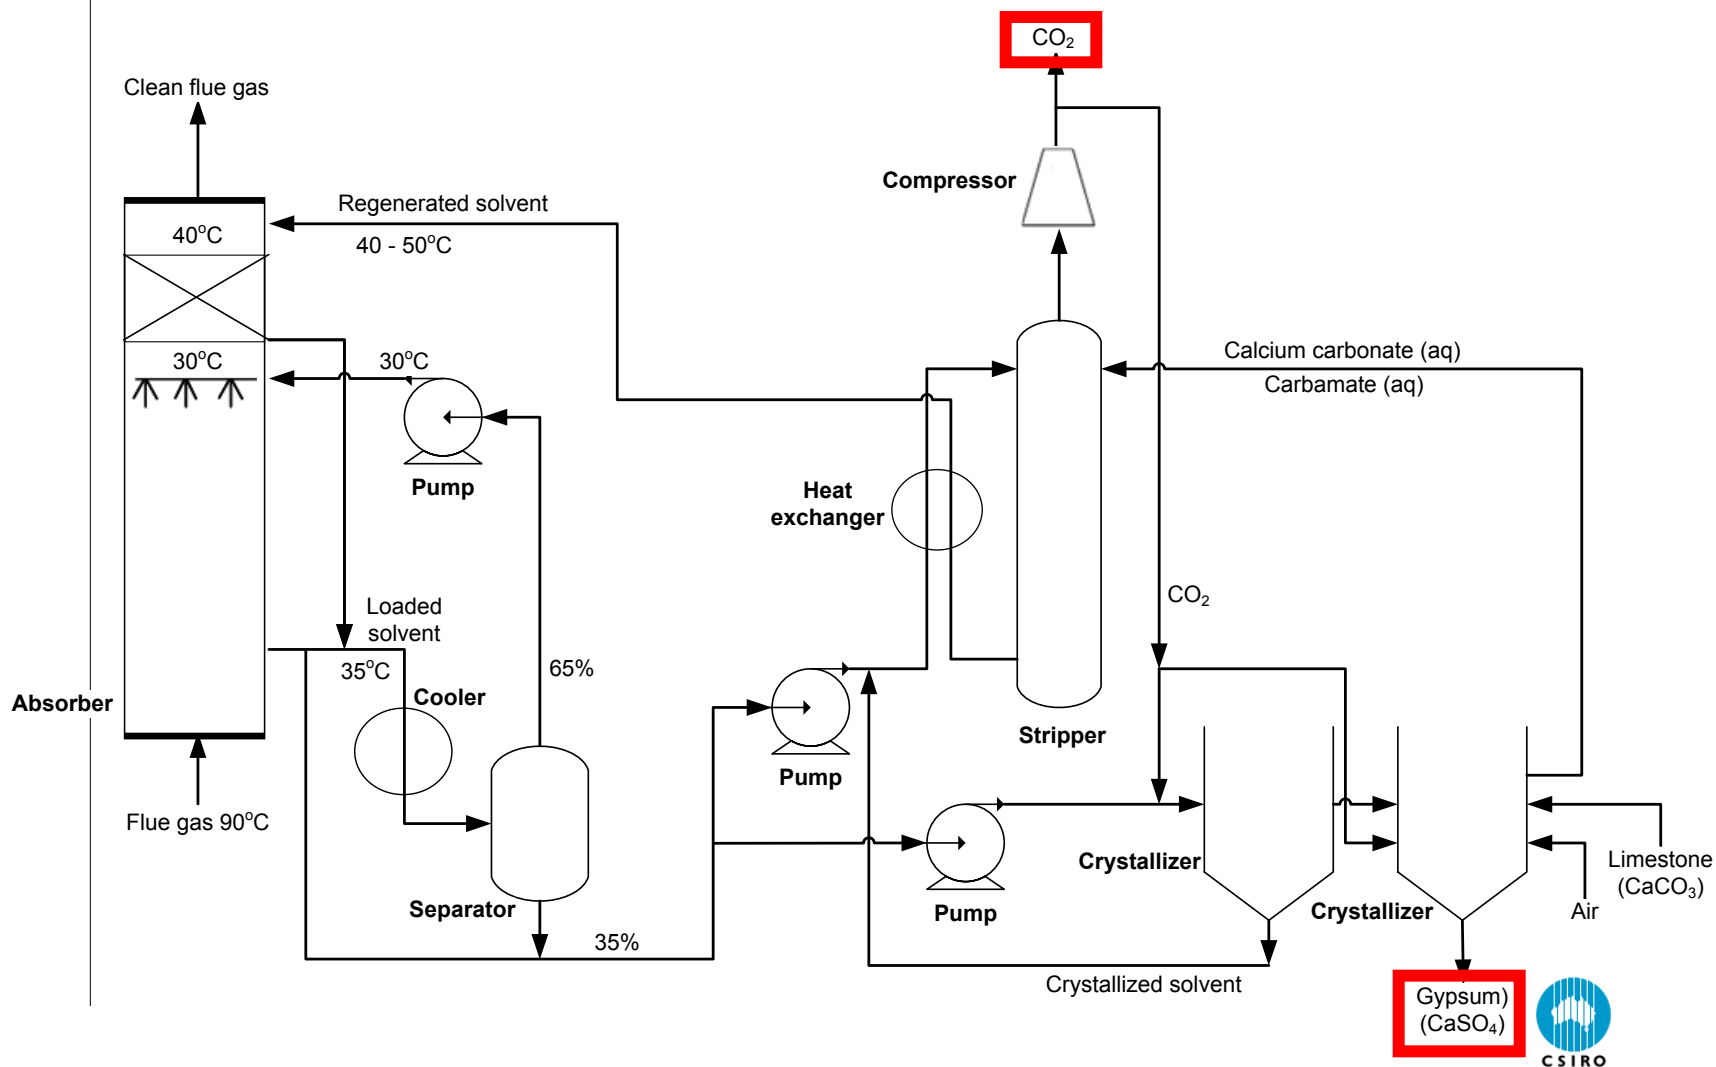 CO₂
Clean flue gas
Compressor
Regenerated solvent
40 - 50°C
40°C
30°C
30°C
Calcium carbonate (aq)
Carbamate (aq)
Pump
Heat
exchanger
CO₂
Loaded
solvent
35°C
65%
Cooler
Absorber
Stripper
Pump
Flue gas 90°C
Separator
35%
Pump
Crystallizer
Crystallizer
Limestone
(CaCO₃)
Air
Crystallized solvent
Gypsum)
(CaSO₄)
CSIRO